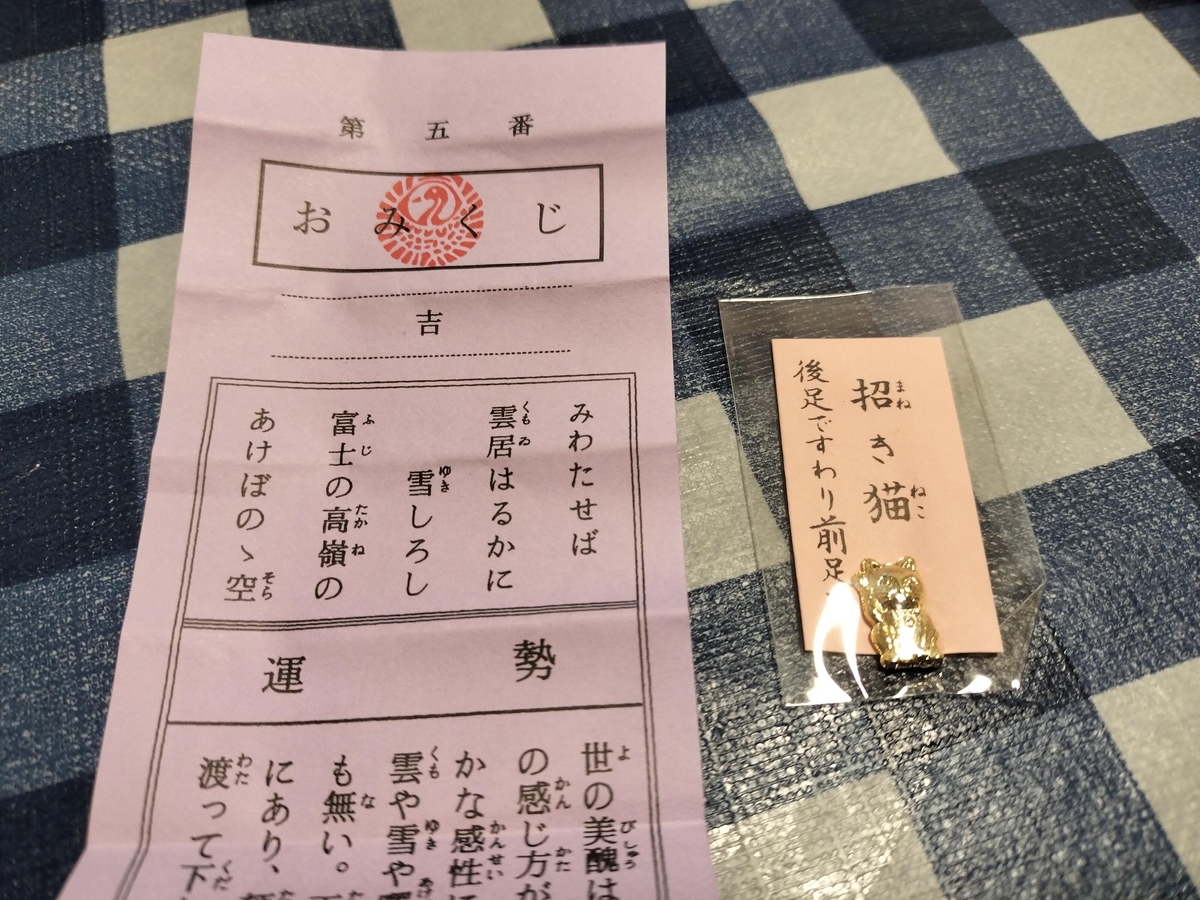 第五番
おみくじ
吉
みわたせば
雲居はるかに
雪しろし
富士の高嶺の
あけぼのゝ空
運勢
世の美醜は
の感じ方が
かな感性に
雲や雪や
も無い。
にあり、
渡って下
招き猫
後足ですわり前足